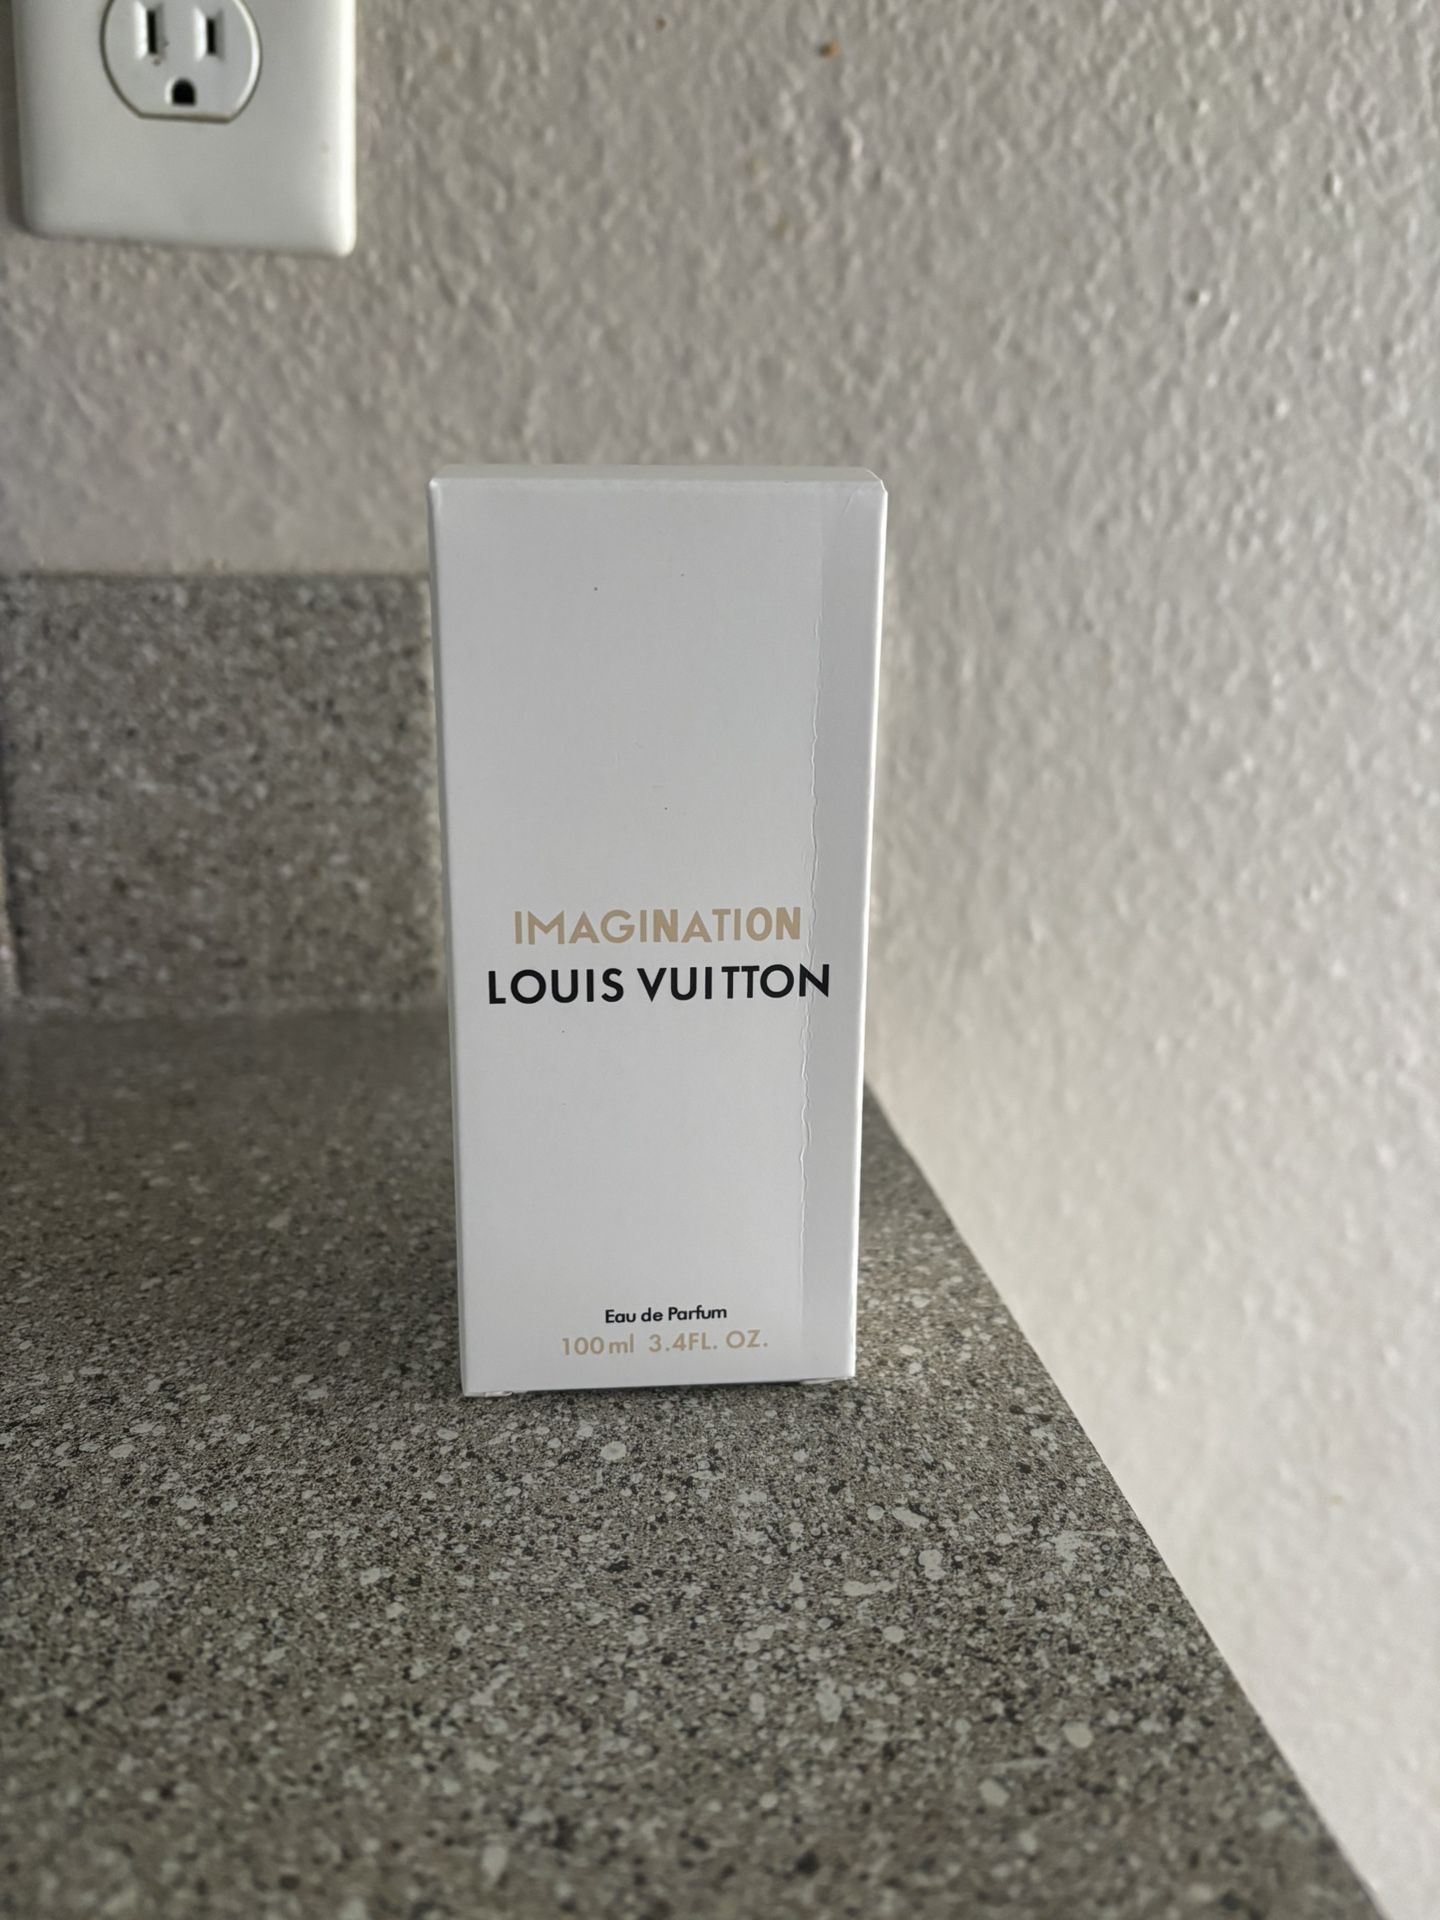 IMAGINATION
LOUIS VUITTON
Eau de Parfum
100ml 3.4FL. OZ.